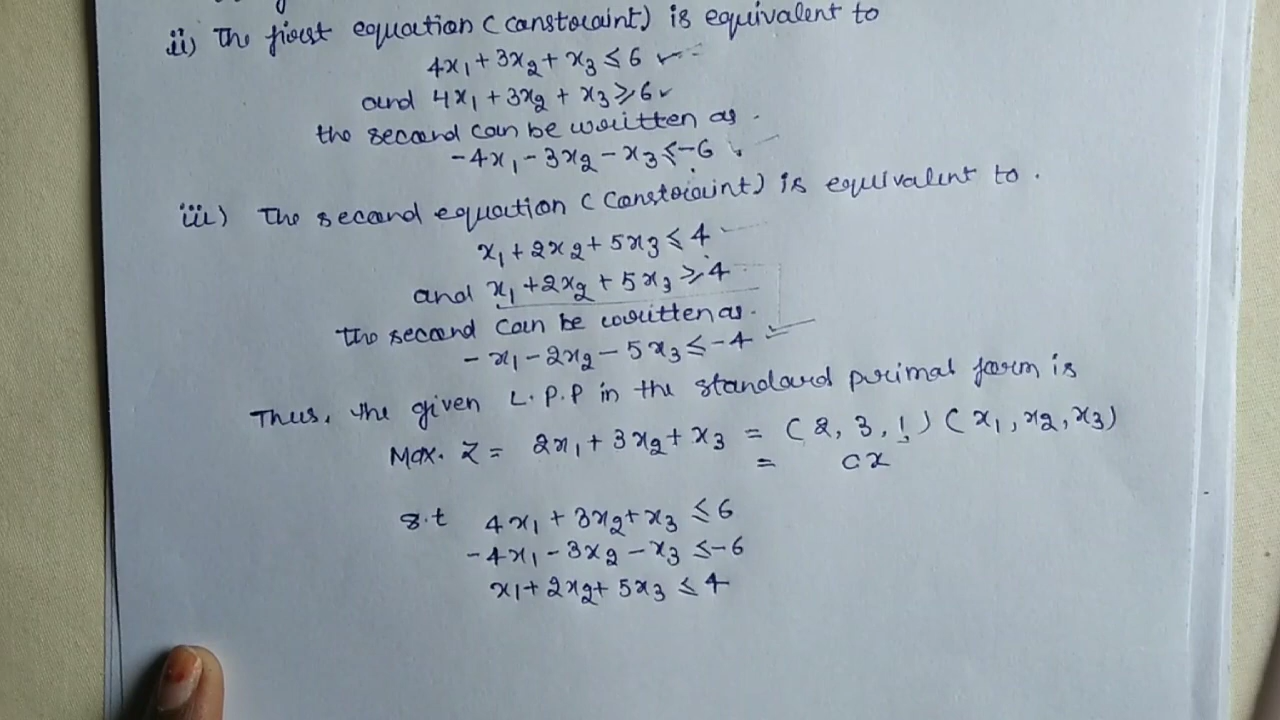 ii) The first equation (constraint) is equivalent to
4x₁ + 3x₂ + x₃ ≤ 6
and 4x₁ + 3x₂ + x₃ ≥ 6
the second can be written as.
-4x₁ - 3x₂ - x₃ ≤ -6
iii) The second equation (constraint) is equivalent to.
x₁ + 2x₂ + 5x₃ ≤ 4
and x₁ + 2x₂ + 5x₃ ≥ 4
the second can be written as.
- x₁ - 2x₂ - 5x₃ ≤ -4
Thus, the given L.P.P in the standard primal form is
Max. Z = 2x₁ + 3x₂ + x₃ = (2, 3, 1) (x₁, x₂, x₃)
= cx
s.t 4x₁ + 3x₂ + x₃ ≤ 6
-4x₁ - 3x₂ - x₃ ≤ -6
x₁ + 2x₂ + 5x₃ ≤ 4